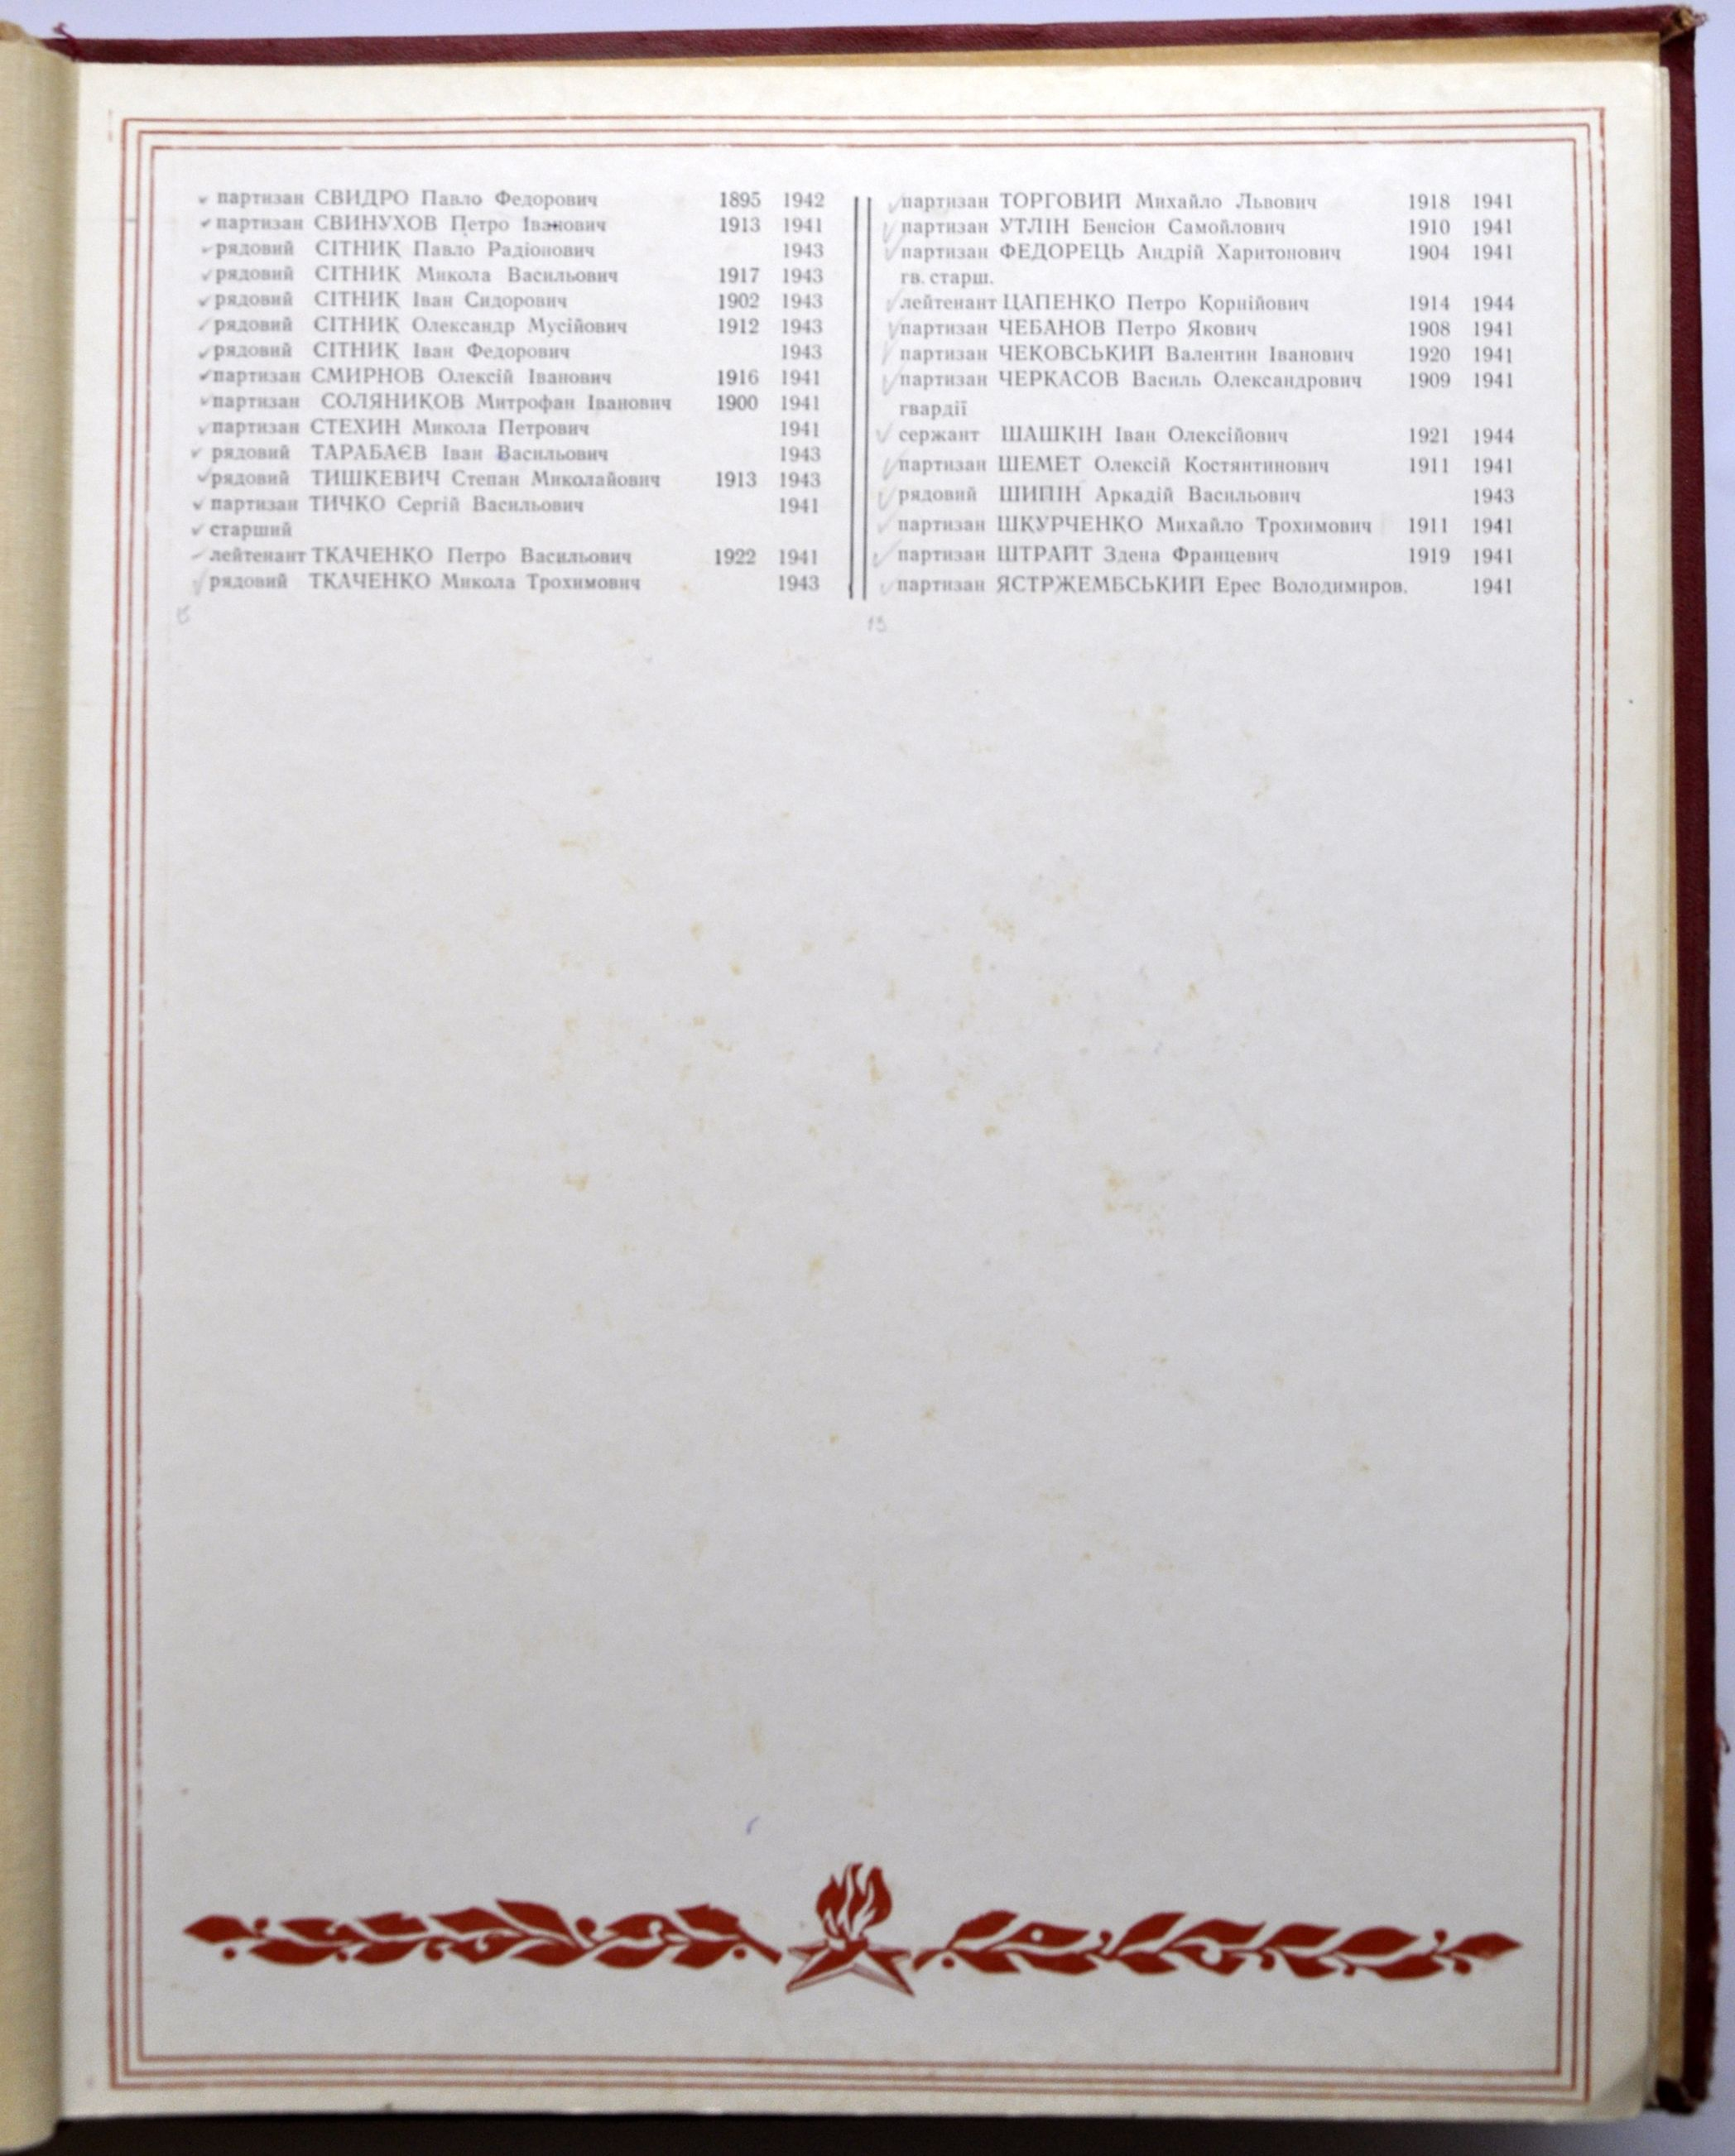 партизан СВИДРО Павло Федорович 1895 1942
партизан СВИНУХОВ Петро Іванович 1913 1941
рядовий СІТНИК Павло Радіонович 1943
рядовий СІТНИК Микола Васильович 1917 1943
рядовий СІТНИК Іван Сидорович 1902 1943
рядовий СІТНИК Олександр Мусійович 1912 1943
рядовий СІТНИК Іван Федорович 1943
партизан СМИРНОВ Олексій Іванович 1916 1941
партизан СОЛЯНИКОВ Митрофан Іванович 1900 1941
партизан СТЕХИН Микола Петрович 1941
рядовий ТАРАБАЄВ Іван Васильович 1943
рядовий ТИШКЕВИЧ Степан Миколайович 1913 1943
партизан ТИЧКО Сергій Васильович 1941
старший
лейтенант ТКАЧЕНКО Петро Васильович 1922 1941
рядовий ТКАЧЕНКО Микола Трохимович 1943
15
партизан ТОРГОВИЙ Михайло Львович 1918 1941
партизан УТЛІН Бенсіон Самойлович 1910 1941
партизан ФЕДОРЕЦЬ Андрій Харитонович 1904 1941
гв. старш.
лейтенант ЦАПЕНКО Петро Корнійович 1914 1944
партизан ЧЕБАНОВ Петро Якович 1908 1941
партизан ЧЕКОВСЬКИЙ Валентин Іванович 1920 1941
партизан ЧЕРКАСОВ Василь Олександрович 1909 1941
гвардії
сержант ШАШКІН Іван Олексійович 1921 1944
партизан ШЕМЕТ Олексій Костянтинович 1911 1941
рядовий ШИПІН Аркадій Васильович 1943
партизан ШКУРЧЕНКО Михайло Трохимович 1911 1941
партизан ШТРАЙТ Здена Францевич 1919 1941
партизан ЯСТРЖЕМБСЬКИЙ Ерес Володимиров. 1941
13